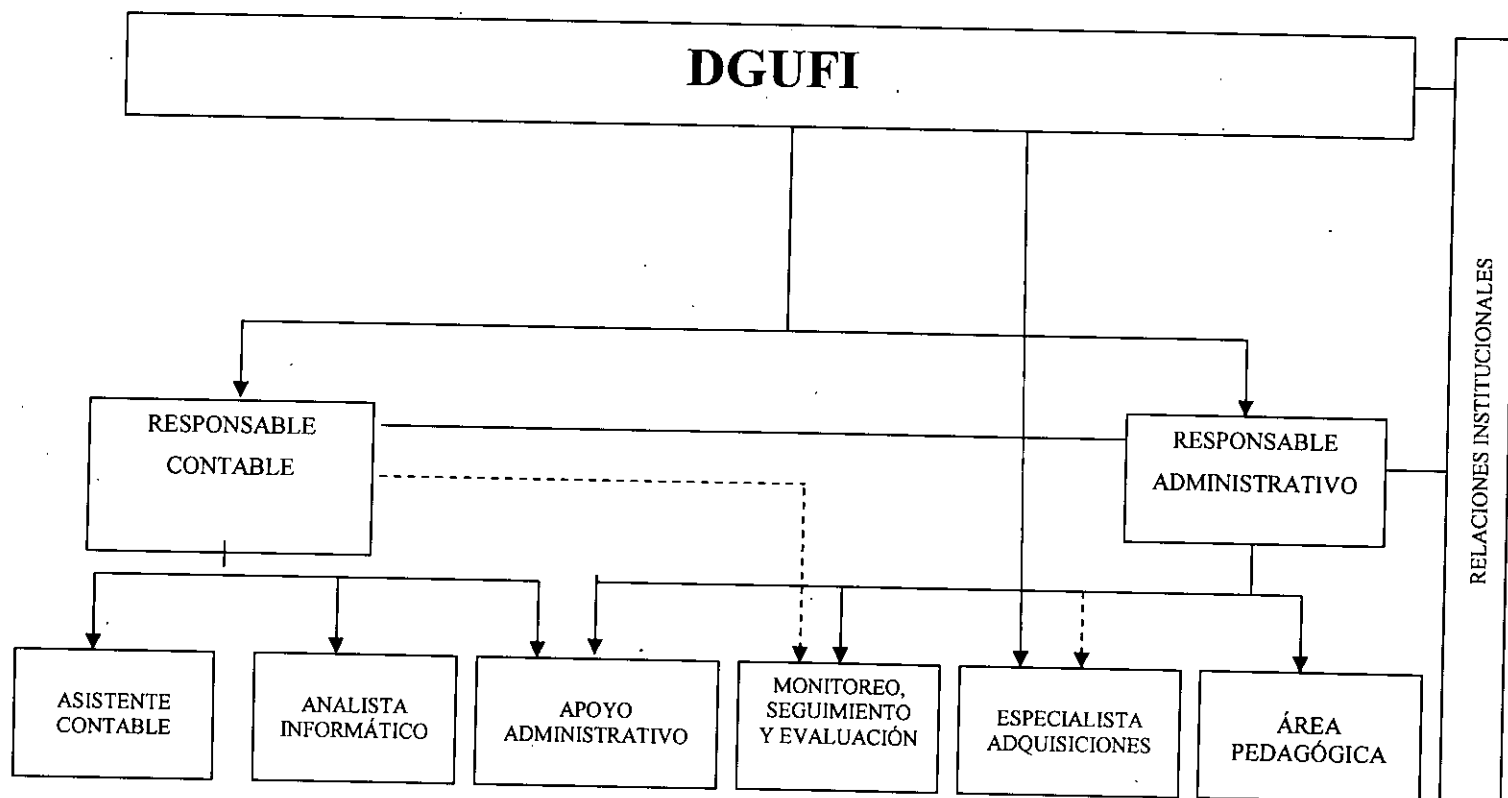 DGUFI
RELACIONES INSTITUCIONALES
RESPONSABLE
CONTABLE
RESPONSABLE
ADMINISTRATIVO
ASISTENTE
CONTABLE
ANALISTA
INFORMÁTICO
APOYO
ADMINISTRATIVO
MONITOREO,
SEGUIMIENTO
Y EVALUACIÓN
ESPECIALISTA
ADQUISICIONES
ÁREA
PEDAGÓGICA